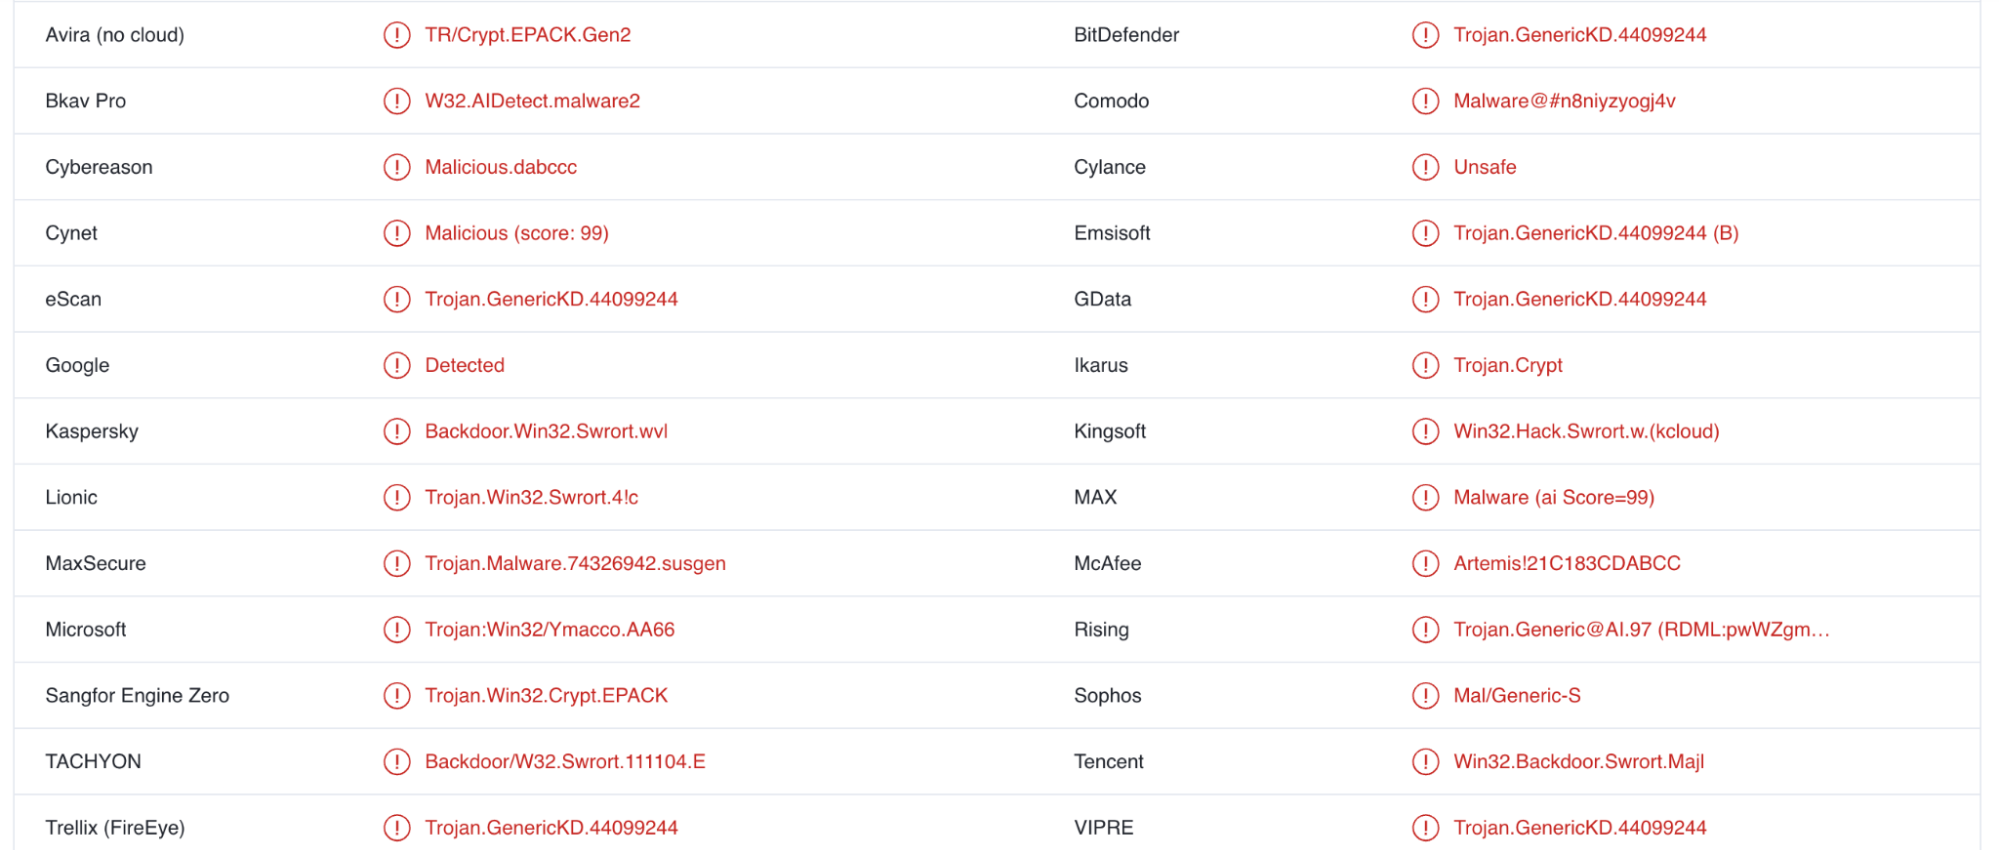 Avira (no cloud) TR/Crypt.EPACK.Gen2 BitDefender Trojan.GenericKD.44099244
Bkav Pro W32.AIDetect.malware2 Comodo Malware@#n8niyzyogj4v
Cybereason Malicious.dabccc Cylance Unsafe
Cynet Malicious (score: 99) Emsisoft Trojan.GenericKD.44099244 (B)
eScan Trojan.GenericKD.44099244 GData Trojan.GenericKD.44099244
Google Detected Ikarus Trojan.Crypt
Kaspersky Backdoor.Win32.Swrort.wvl Kingsoft Win32.Hack.Swrort.w.(kcloud)
Lionic Trojan.Win32.Swrort.4!c MAX Malware (ai Score=99)
MaxSecure Trojan.Malware.74326942.susgen McAfee Artemis!21C183CDABCC
Microsoft Trojan:Win32/Ymacco.AA66 Rising Trojan.Generic@AI.97 (RDML:pwWZgm...
Sangfor Engine Zero Trojan.Win32.Crypt.EPACK Sophos Mal/Generic-S
TACHYON Backdoor/W32.Swrort.111104.E Tencent Win32.Backdoor.Swrort.Majl
Trellix (FireEye) Trojan.GenericKD.44099244 VIPRE Trojan.GenericKD.44099244